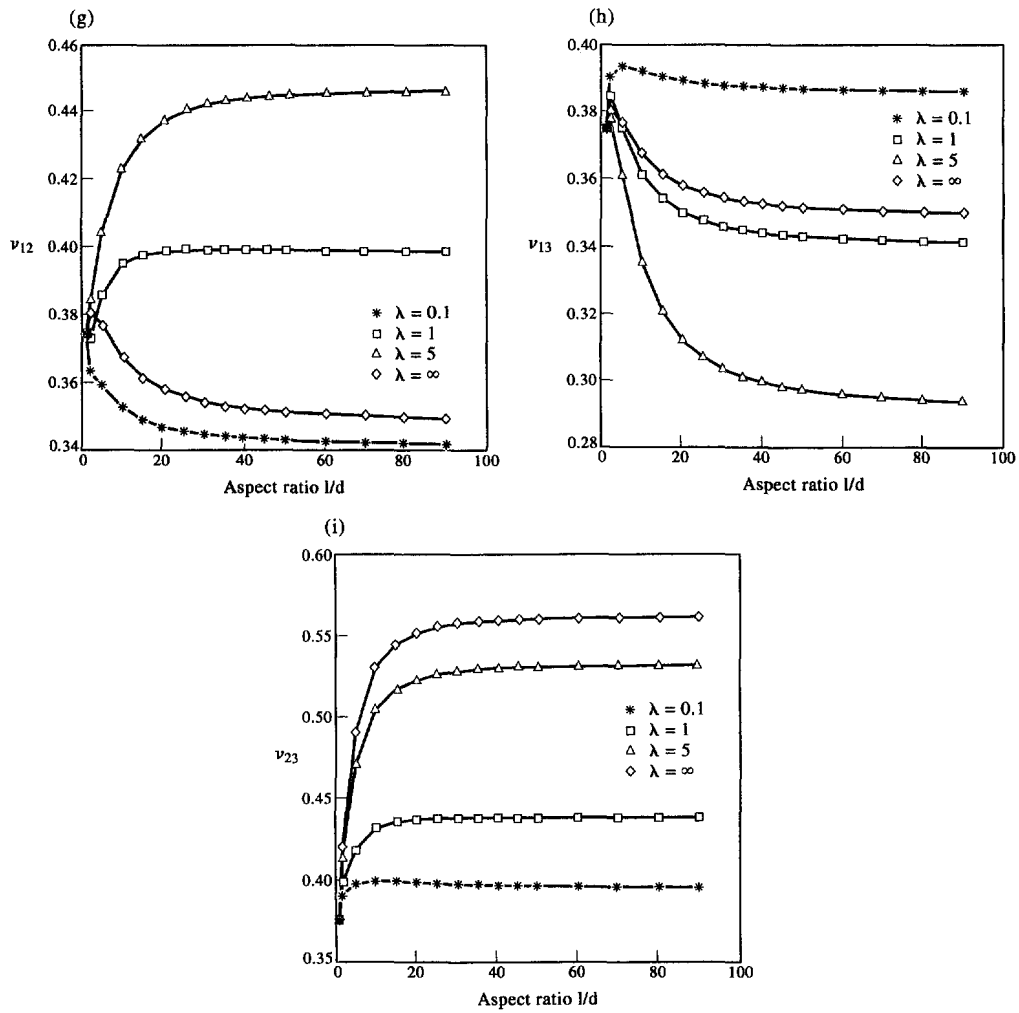 (g)
0.46
0.44
0.42
ν12
0.40
0.38
0.36
0.34
0 20 40 60 80 100
Aspect ratio l/d
λ = 0.1
λ = 1
λ = 5
λ = ∞
(h)
0.40
0.38
0.36
ν13
0.34
0.32
0.30
0.28
0 20 40 60 80 100
Aspect ratio l/d
λ = 0.1
λ = 1
λ = 5
λ = ∞
(i)
0.60
0.55
0.50
ν23
0.45
0.40
0.35
0 20 40 60 80 100
Aspect ratio l/d
λ = 0.1
λ = 1
λ = 5
λ = ∞